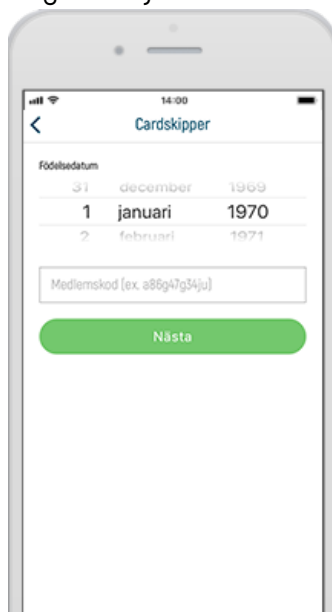 14:00
Cardskipper
Födelsedatum
31 december 1969
1 januari 1970
2 februari 1971
Medlemskod (ex. a86g47g34ju)
Nästa